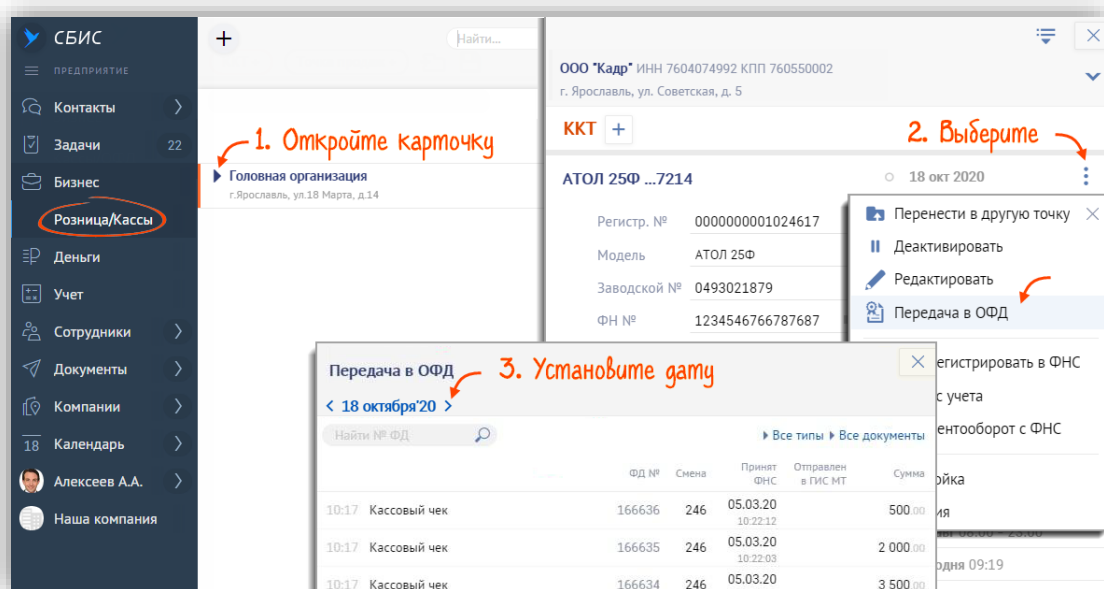 СБИС
ПРЕДПРИЯТИЕ
Контакты
Задачи 22
Бизнес
Розница/Кассы
Деньги
Учет
Сотрудники
Документы
Компании
18 Календарь
Алексеев А.А.
Наша компания
+
Найти...
1. Откройте карточку
Головная организация
г.Ярославль, ул.18 Марта, д.14
ООО "Кадр" ИНН 7604074992 КПП 760550002
г. Ярославль, ул. Советская, д. 5
ККТ +
2. Выберите
АТОЛ 25Ф ...7214
18 окт 2020
Регистр. № 0000000001024617
Модель АТОЛ 25Ф
Заводской № 0493021879
ФН № 1234546766787687
Перенести в другую точку
Деактивировать
Редактировать
Передача в ОФД
егистрировать в ФНС
с учета
ентооборот с ФНС
ойка
ия
одня 09:19
Передача в ОФД
3. Установите дату
< 18 октября'20 >
Найти № ФД
Все типы Все документы
ФД № Смена Принят ФНС Отправлен в ГИС МТ Сумма
10:17 Кассовый чек 166636 246 05.03.20 500.00
10:22:12
10:17 Кассовый чек 166635 246 05.03.20 2 000.00
10:22:03
10:17 Кассовый чек 166634 246 05.03.20 3 500.00